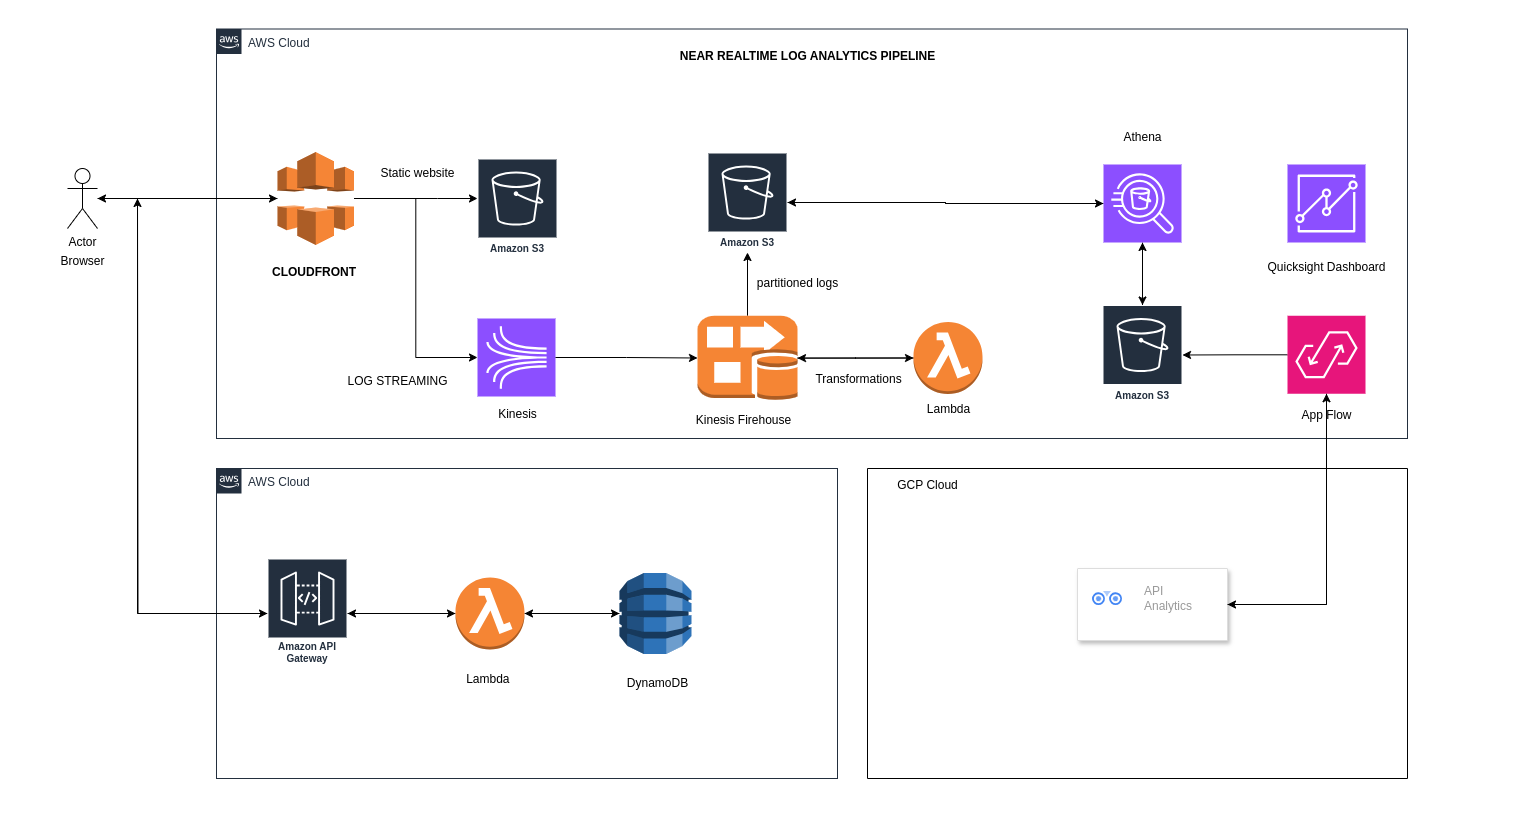 aws
AWS Cloud
NEAR REALTIME LOG ANALYTICS PIPELINE
Athena
Static website
Actor
Browser
Amazon S3
Amazon S3
CLOUDFRONT
Quicksight Dashboard
partitioned logs
LOG STREAMING
Transformations
Kinesis
Kinesis Firehouse
Lambda
Amazon S3
App Flow
aws
AWS Cloud
GCP Cloud
</>
API
Analytics
Amazon API
Gateway
Lambda
DynamoDB